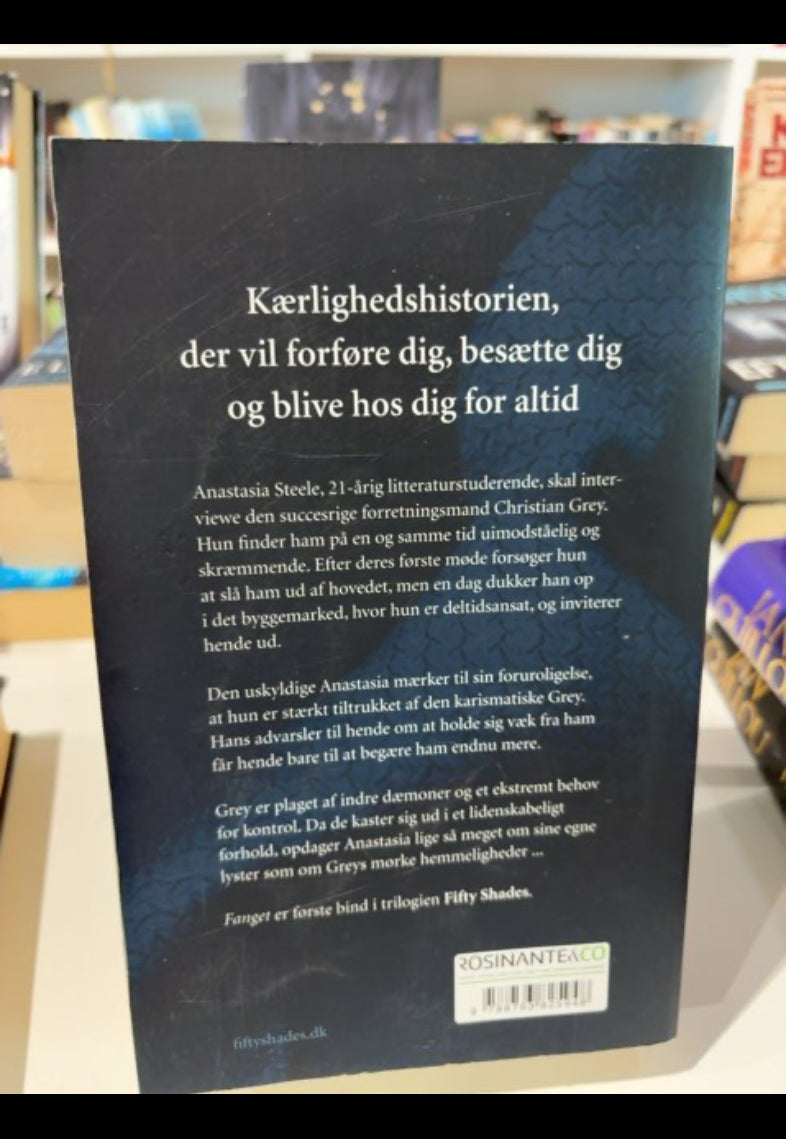 Kærlighedshistorien,
der vil forføre dig, besætte dig
og blive hos dig for altid
Anastasia Steele, 21-årig litteraturstuderende, skal inter-
viewe den succesrige forretningsmand Christian Grey.
Hun finder ham på en og samme tid uimodståelig og
skræmmende. Efter deres første møde forsøger hun
at slå ham ud af hovedet, men en dag dukker han op
i det byggemarked, hvor hun er deltidsansat, og inviterer
hende ud.
Den uskyldige Anastasia mærker til sin foruroligelse,
at hun er stærkt tiltrukket af den karismatiske Grey.
Hans advarsler til hende om at holde sig væk fra ham
får hende bare til at begære ham endnu mere.
Grey er plaget af indre dæmoner og et ekstremt behov
for kontrol. Da de kaster sig ud i et lidenskabeligt
forhold, opdager Anastasia lige så meget om sine egne
lyster som om Greys mørke hemmeligheder ...
Fanget er første bind i trilogien Fifty Shades.
ROSINANTE&CO
fiftyshades.dk